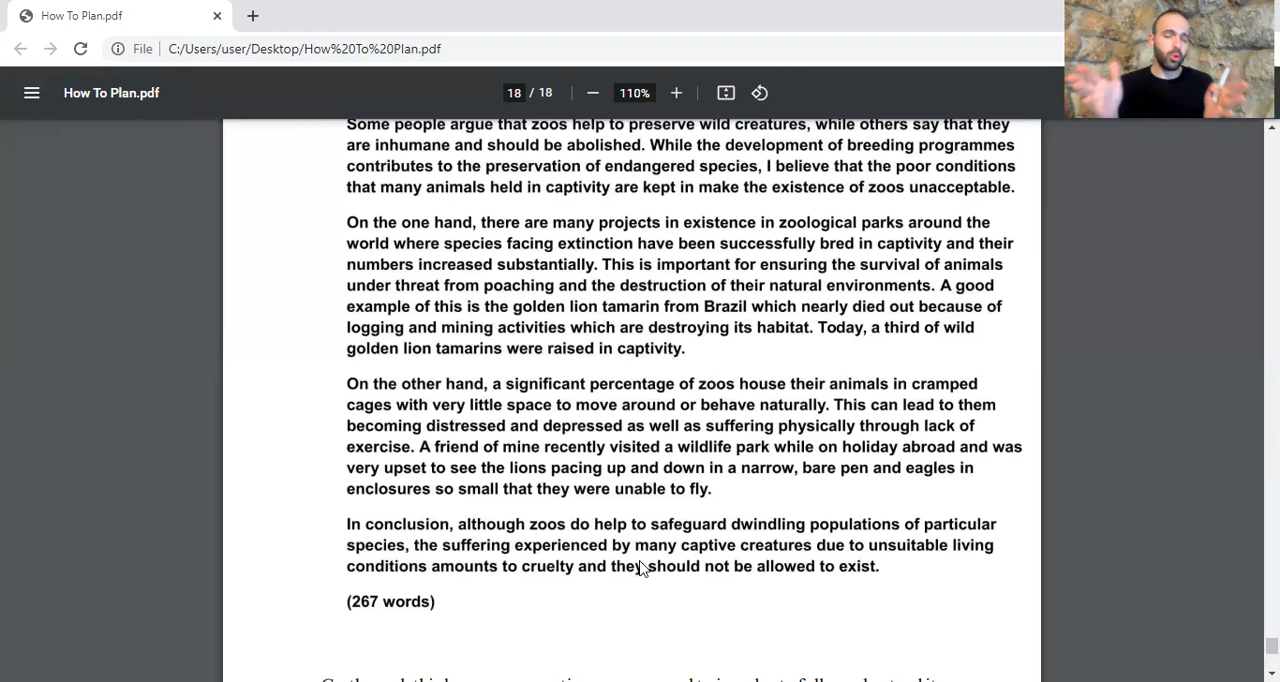 How To Plan.pdf
File
C:/Users/user/Desktop/How%20To%20Plan.pdf
How To Plan.pdf
18 / 18
110%
Some people argue that zoos help to preserve wild creatures, while others say that they
are inhumane and should be abolished. While the development of breeding programmes
contributes to the preservation of endangered species, I believe that the poor conditions
that many animals held in captivity are kept in make the existence of zoos unacceptable.
On the one hand, there are many projects in existence in zoological parks around the
world where species facing extinction have been successfully bred in captivity and their
numbers increased substantially. This is important for ensuring the survival of animals
under threat from poaching and the destruction of their natural environments. A good
example of this is the golden lion tamarin from Brazil which nearly died out because of
logging and mining activities which are destroying its habitat. Today, a third of wild
golden lion tamarins were raised in captivity.
On the other hand, a significant percentage of zoos house their animals in cramped
cages with very little space to move around or behave naturally. This can lead to them
becoming distressed and depressed as well as suffering physically through lack of
exercise. A friend of mine recently visited a wildlife park while on holiday abroad and was
very upset to see the lions pacing up and down in a narrow, bare pen and eagles in
enclosures so small that they were unable to fly.
In conclusion, although zoos do help to safeguard dwindling populations of particular
species, the suffering experienced by many captive creatures due to unsuitable living
conditions amounts to cruelty and they should not be allowed to exist.
(267 words)